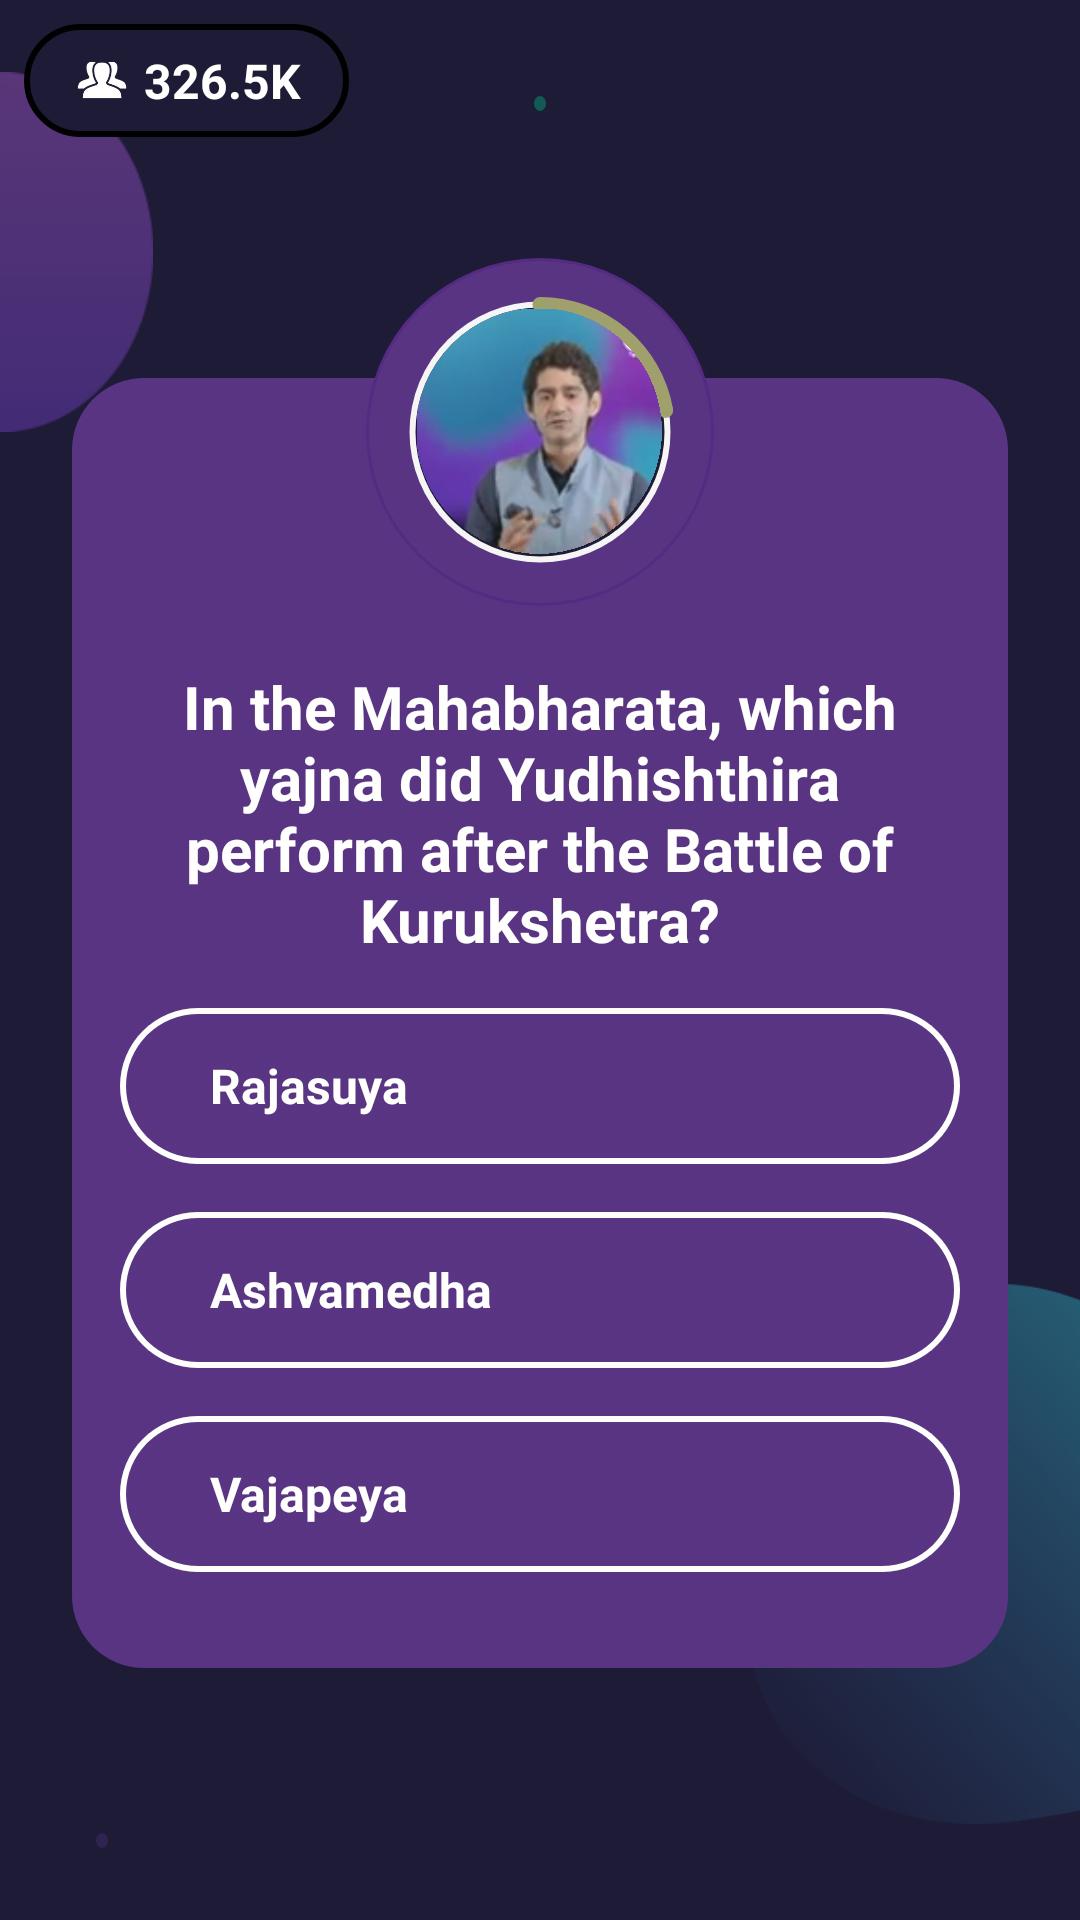 326.5K
In the Mahabharata, which
yajna did Yudhishthira
perform after the Battle of
Kurukshetra?
Rajasuya
Ashvamedha
Vajapeya